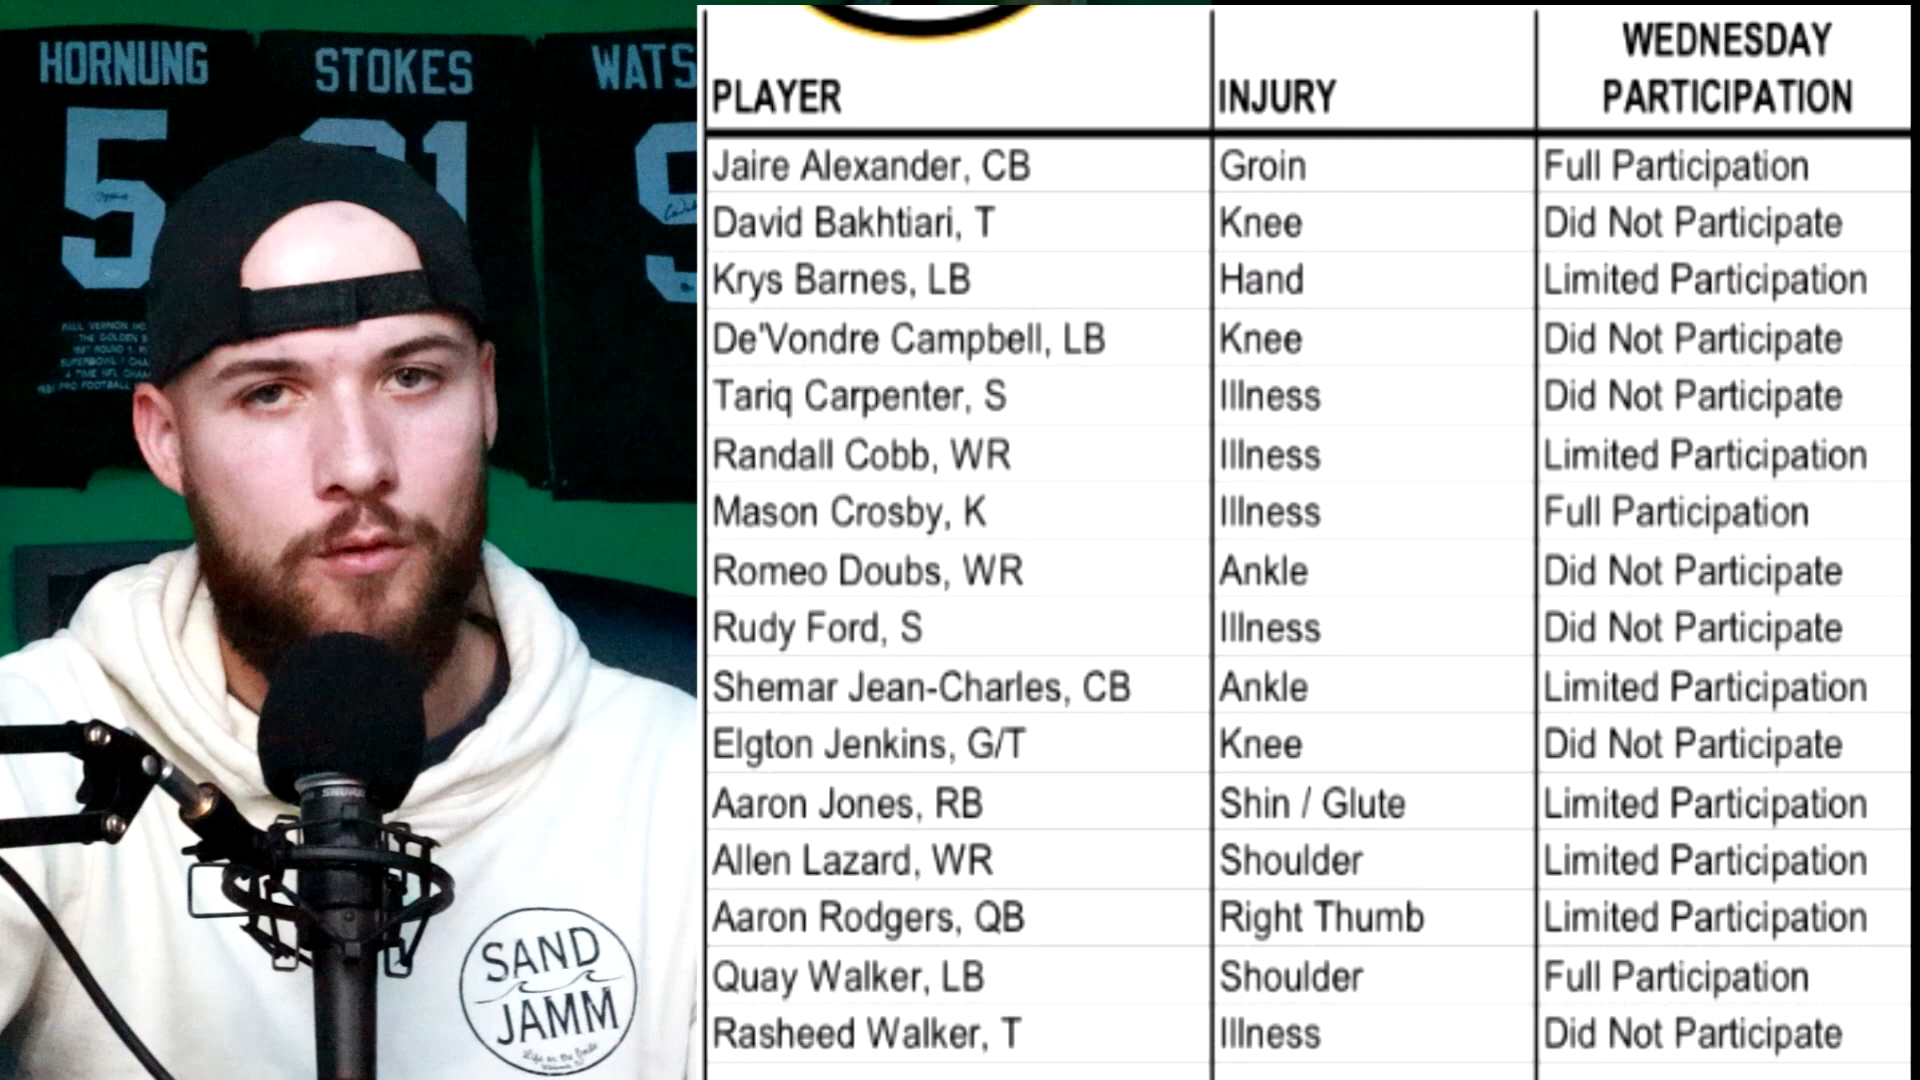 HORNUNG
5
STOKES
21
WATS
9
SHURE
SAND
JAMM
PLAYER INJURY WEDNESDAY PARTICIPATION
Jaire Alexander, CB Groin Full Participation
David Bakhtiari, T Knee Did Not Participate
Krys Barnes, LB Hand Limited Participation
De'Vondre Campbell, LB Knee Did Not Participate
Tariq Carpenter, S Illness Did Not Participate
Randall Cobb, WR Illness Limited Participation
Mason Crosby, K Illness Full Participation
Romeo Doubs, WR Ankle Did Not Participate
Rudy Ford, S Illness Did Not Participate
Shemar Jean-Charles, CB Ankle Limited Participation
Elgton Jenkins, G/T Knee Did Not Participate
Aaron Jones, RB Shin / Glute Limited Participation
Allen Lazard, WR Shoulder Limited Participation
Aaron Rodgers, QB Right Thumb Limited Participation
Quay Walker, LB Shoulder Full Participation
Rasheed Walker, T Illness Did Not Participate